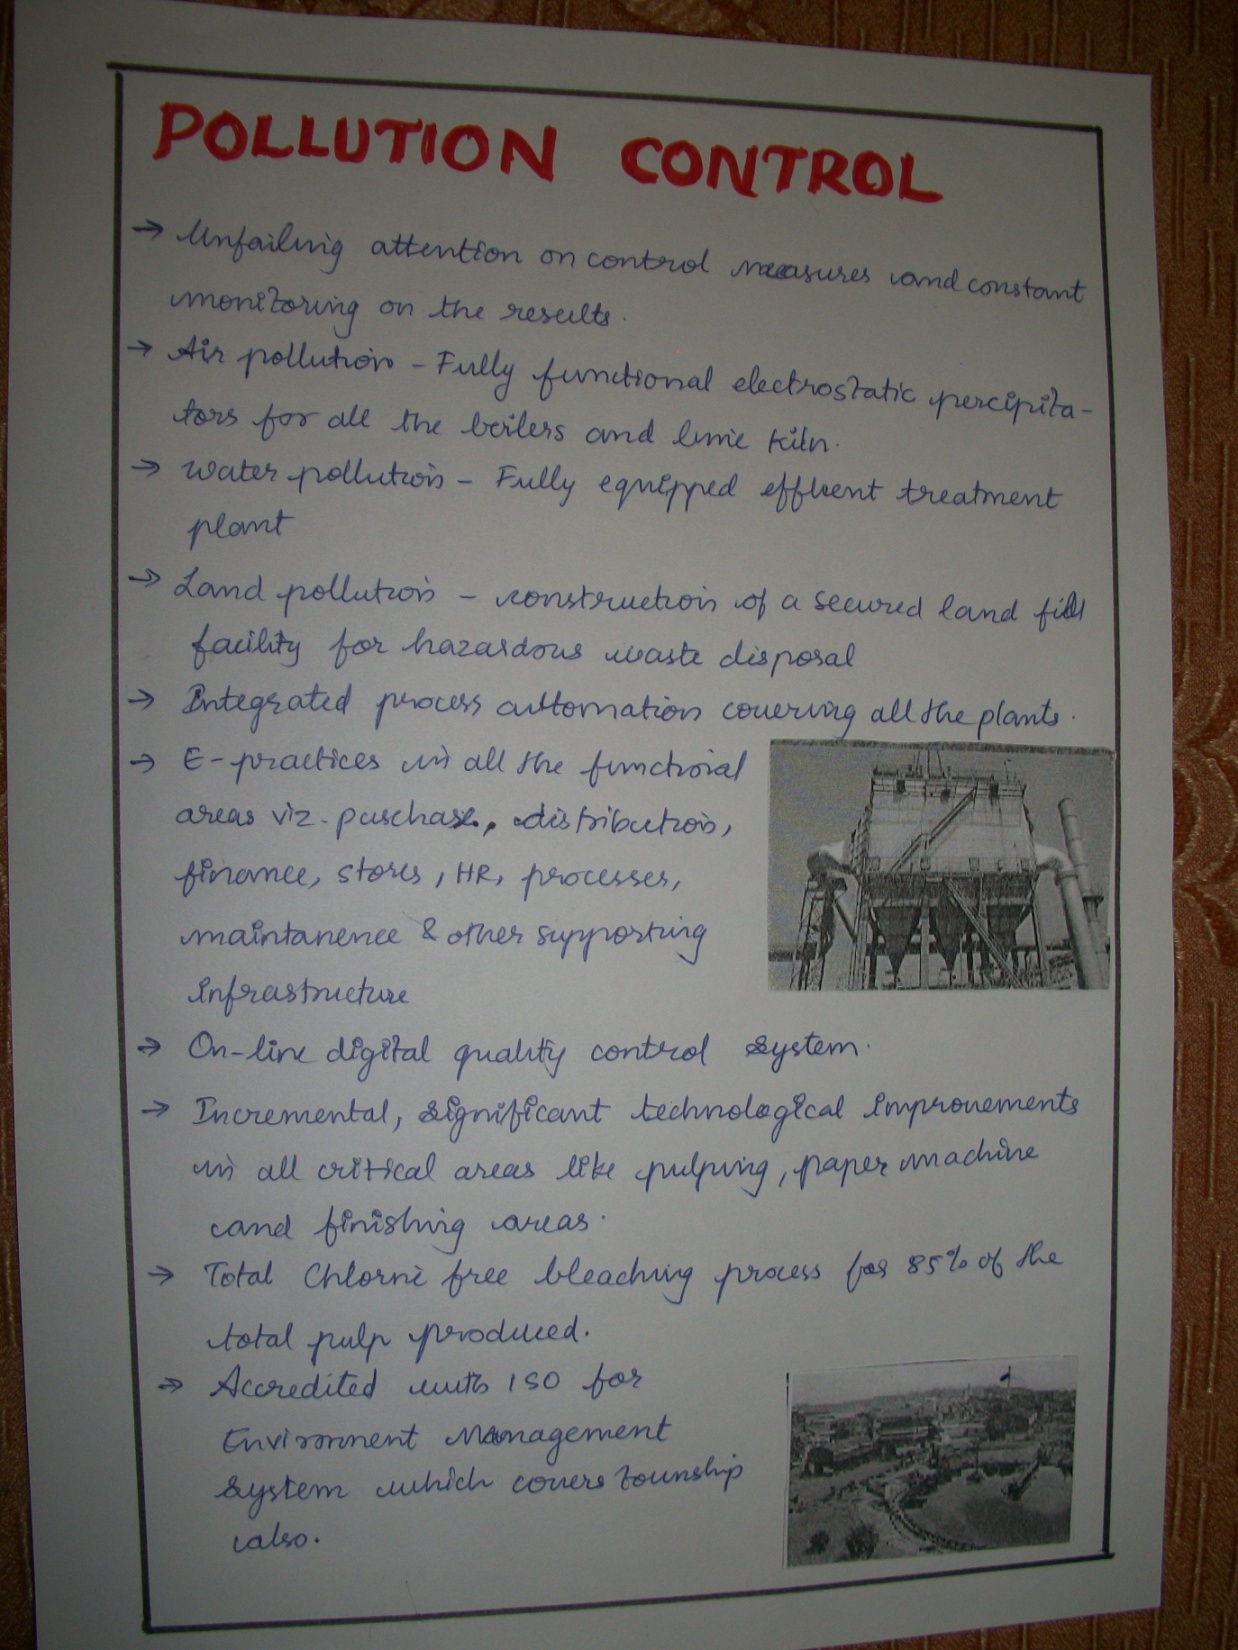 POLLUTION CONTROL
→ Unfailing attention on control measures and constant
monitoring on the results.
→ Air pollution - Fully functional electrostatic percipita-
tors for all the boilers and lime kiln.
→ Water pollution - Fully equipped effluent treatment
plant
→ Land pollution - construction of a secured land fill
facility for hazardous waste disposal
→ Integrated process automation covering all the plants.
→ E-practices in all the functional
areas viz. purchase, distribution,
finance, stores, HR, processes,
maintanence & other supporting
infrastructure
→ On-line digital quality control system.
→ Incremental, significant technological improvements
in all critical areas like pulping, paper machine
and finishing areas.
→ Total Chlorine free bleaching process for 85% of the
total pulp produced.
→ Accredited with ISO for
Environment Management
System which covers township
also.